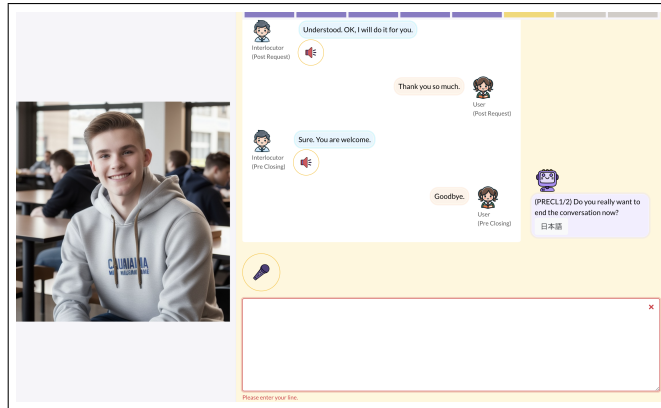 Understood. OK, I will do it for you.
Interlocutor
(Post Request)
Thank you so much.
User
(Post Request)
Sure. You are welcome.
Interlocutor
(Pre Closing)
Goodbye.
User
(Pre Closing)
(PRECL1/2) Do you really want to
end the conversation now?
日本語
Please enter your line.